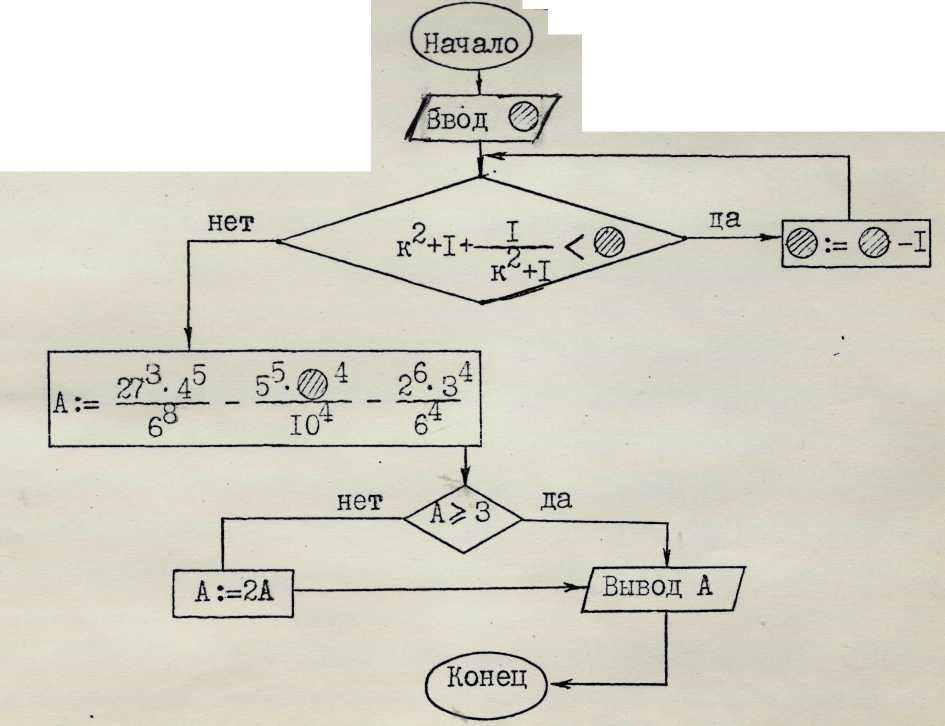 Начало
Ввод
нет
да
к²+I+ I/(к²+I) <
:= -I
А:= 27³·4⁵/6⁸ - 5⁵· ⁴/I0⁴ - 2⁶·3⁴/6⁴
нет
да
А⩾3
А:=2А
Вывод А
Конец